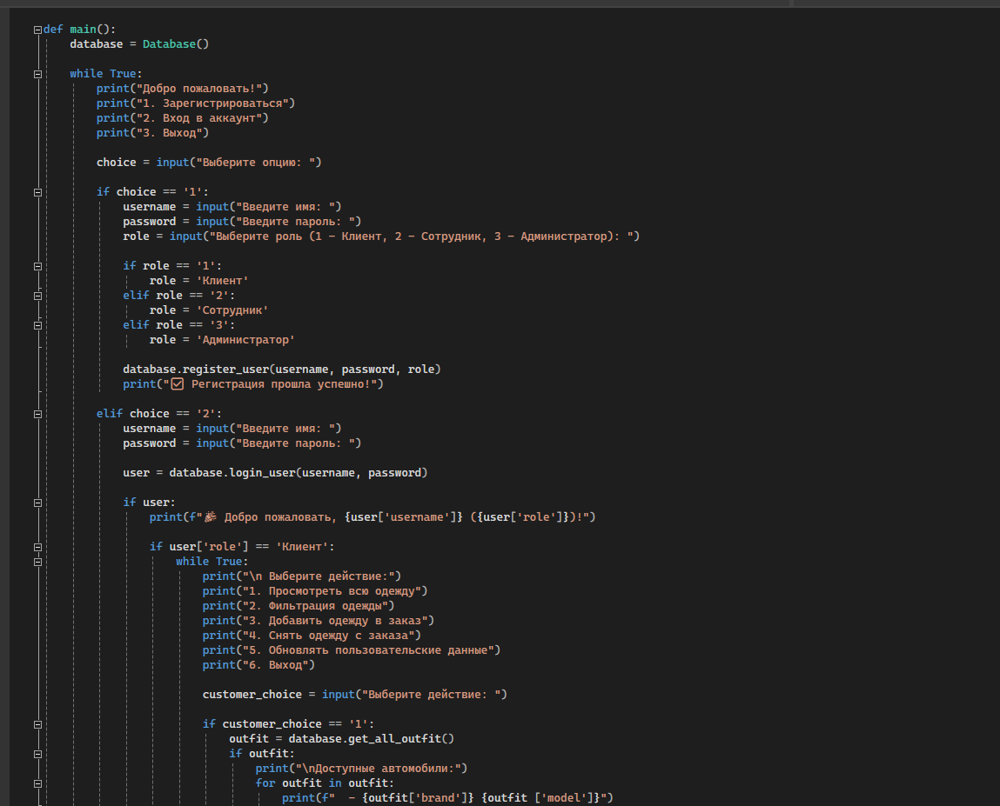 def main():
    database = Database()

    while True:
        print("Добро пожаловать!")
        print("1. Зарегистрироваться")
        print("2. Вход в аккаунт")
        print("3. Выход")

        choice = input("Выберите опцию: ")

        if choice == '1':
            username = input("Введите имя: ")
            password = input("Введите пароль: ")
            role = input("Выберите роль (1 - Клиент, 2 - Сотрудник, 3 - Администратор): ")

            if role == '1':
                role = 'Клиент'
            elif role == '2':
                role = 'Сотрудник'
            elif role == '3':
                role = 'Администратор'

            database.register_user(username, password, role)
            print("☑ Регистрация прошла успешно!")

        elif choice == '2':
            username = input("Введите имя: ")
            password = input("Введите пароль: ")

            user = database.login_user(username, password)

            if user:
                print(f"🎉 Добро пожаловать, {user['username']} ({user['role']})!")

                if user['role'] == 'Клиент':
                    while True:
                        print("\n Выберите действие:")
                        print("1. Просмотреть всю одежду")
                        print("2. Фильтрация одежды")
                        print("3. Добавить одежду в заказ")
                        print("4. Снять одежду с заказа")
                        print("5. Обновлять пользовательские данные")
                        print("6. Выход")

                        customer_choice = input("Выберите действие: ")

                        if customer_choice == '1':
                            outfit = database.get_all_outfit()
                            if outfit:
                                print("\nДоступные автомобили:")
                                for outfit in outfit:
                                    print(f"  - {outfit['brand']} {outfit ['model']}")